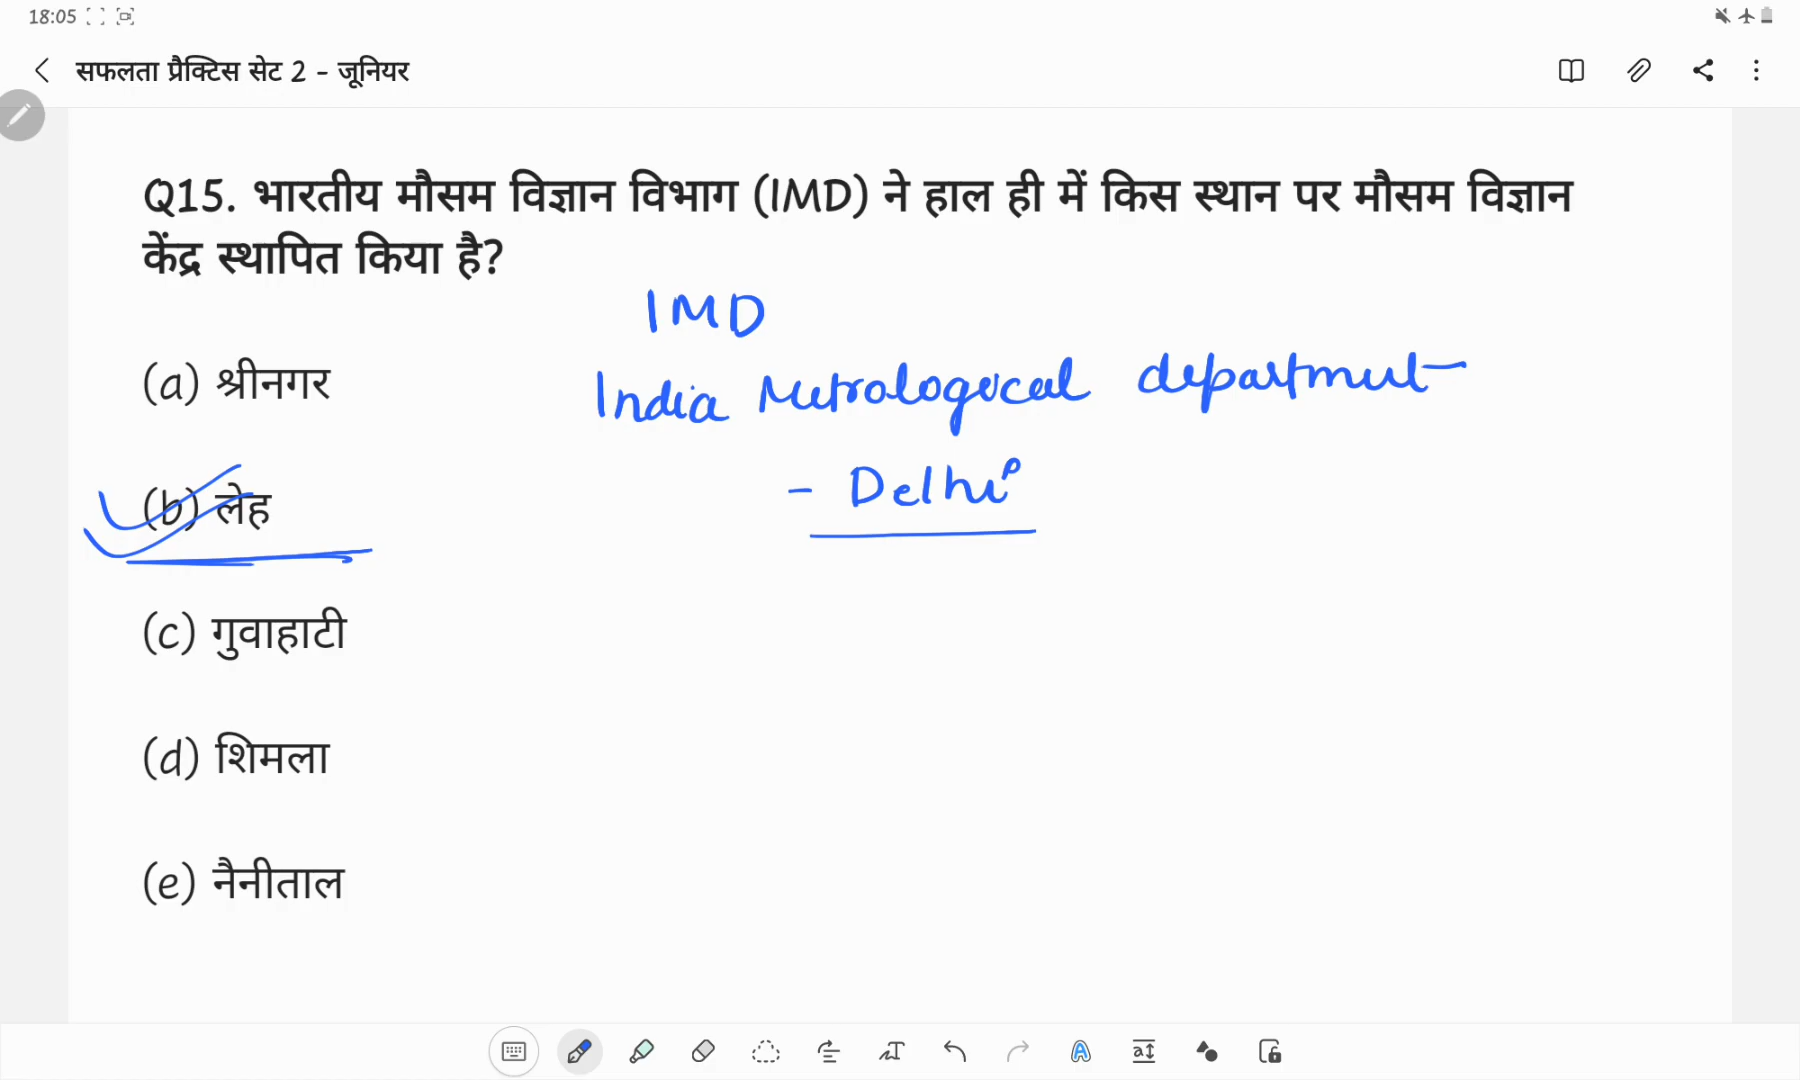 18:05
सफलता प्रैक्टिस सेट 2 - जूनियर
Q15. भारतीय मौसम विज्ञान विभाग (IMD) ने हाल ही में किस स्थान पर मौसम विज्ञान
केंद्र स्थापित किया है?
IMD
(a) श्रीनगर
India Metrological department
(b) लेह
- Delhi
(c) गुवाहाटी
(d) शिमला
(e) नैनीताल